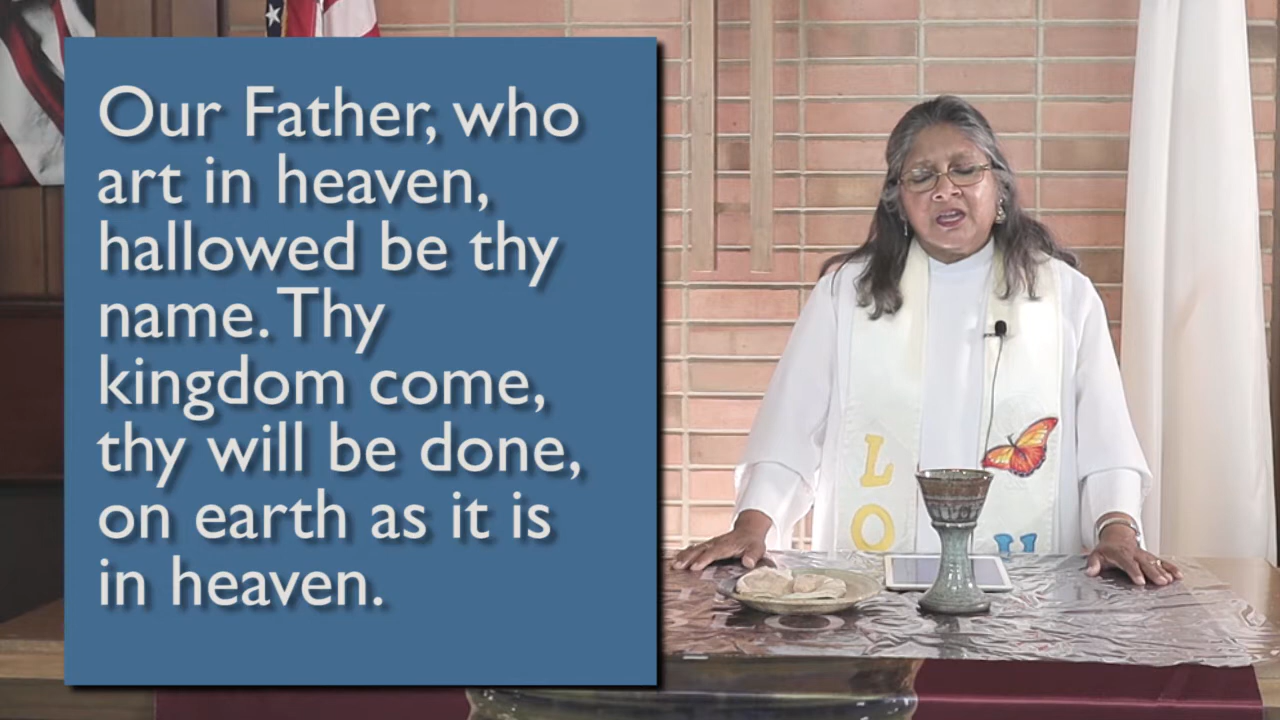 Our Father, who
art in heaven,
hallowed be thy
name. Thy
kingdom come,
thy will be done,
on earth as it is
in heaven.
L
O